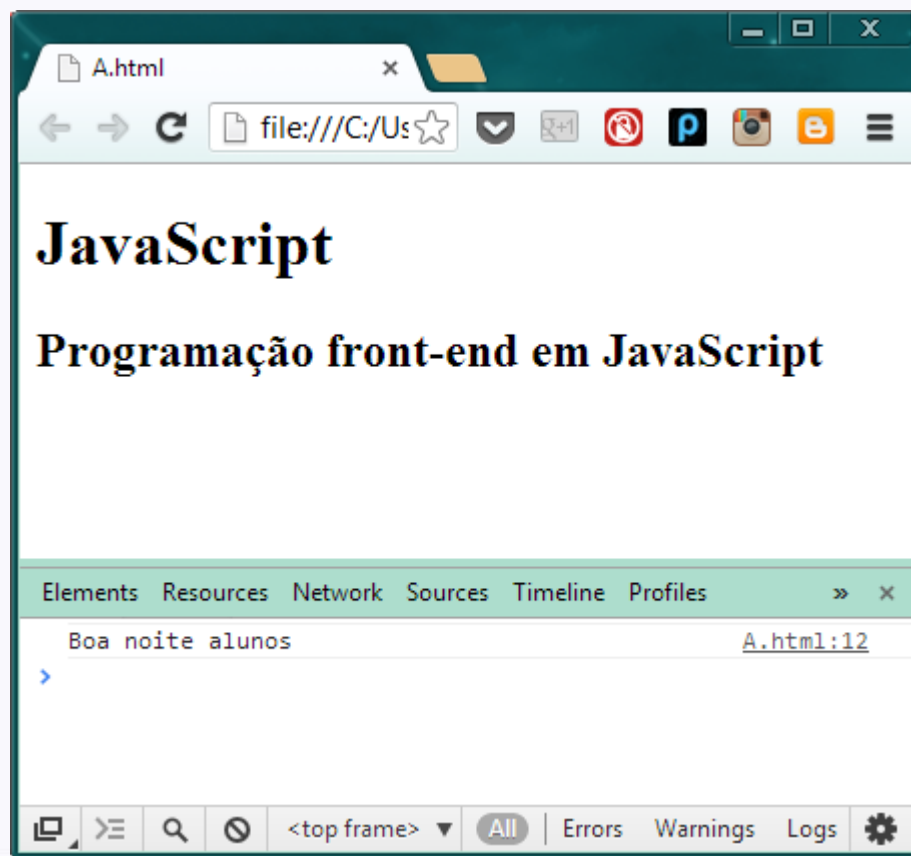 A.html
file:///C:/Us
JavaScript
Programação front-end em JavaScript
Elements Resources Network Sources Timeline Profiles »
Boa noite alunos A.html:12
<top frame> ▼ All Errors Warnings Logs